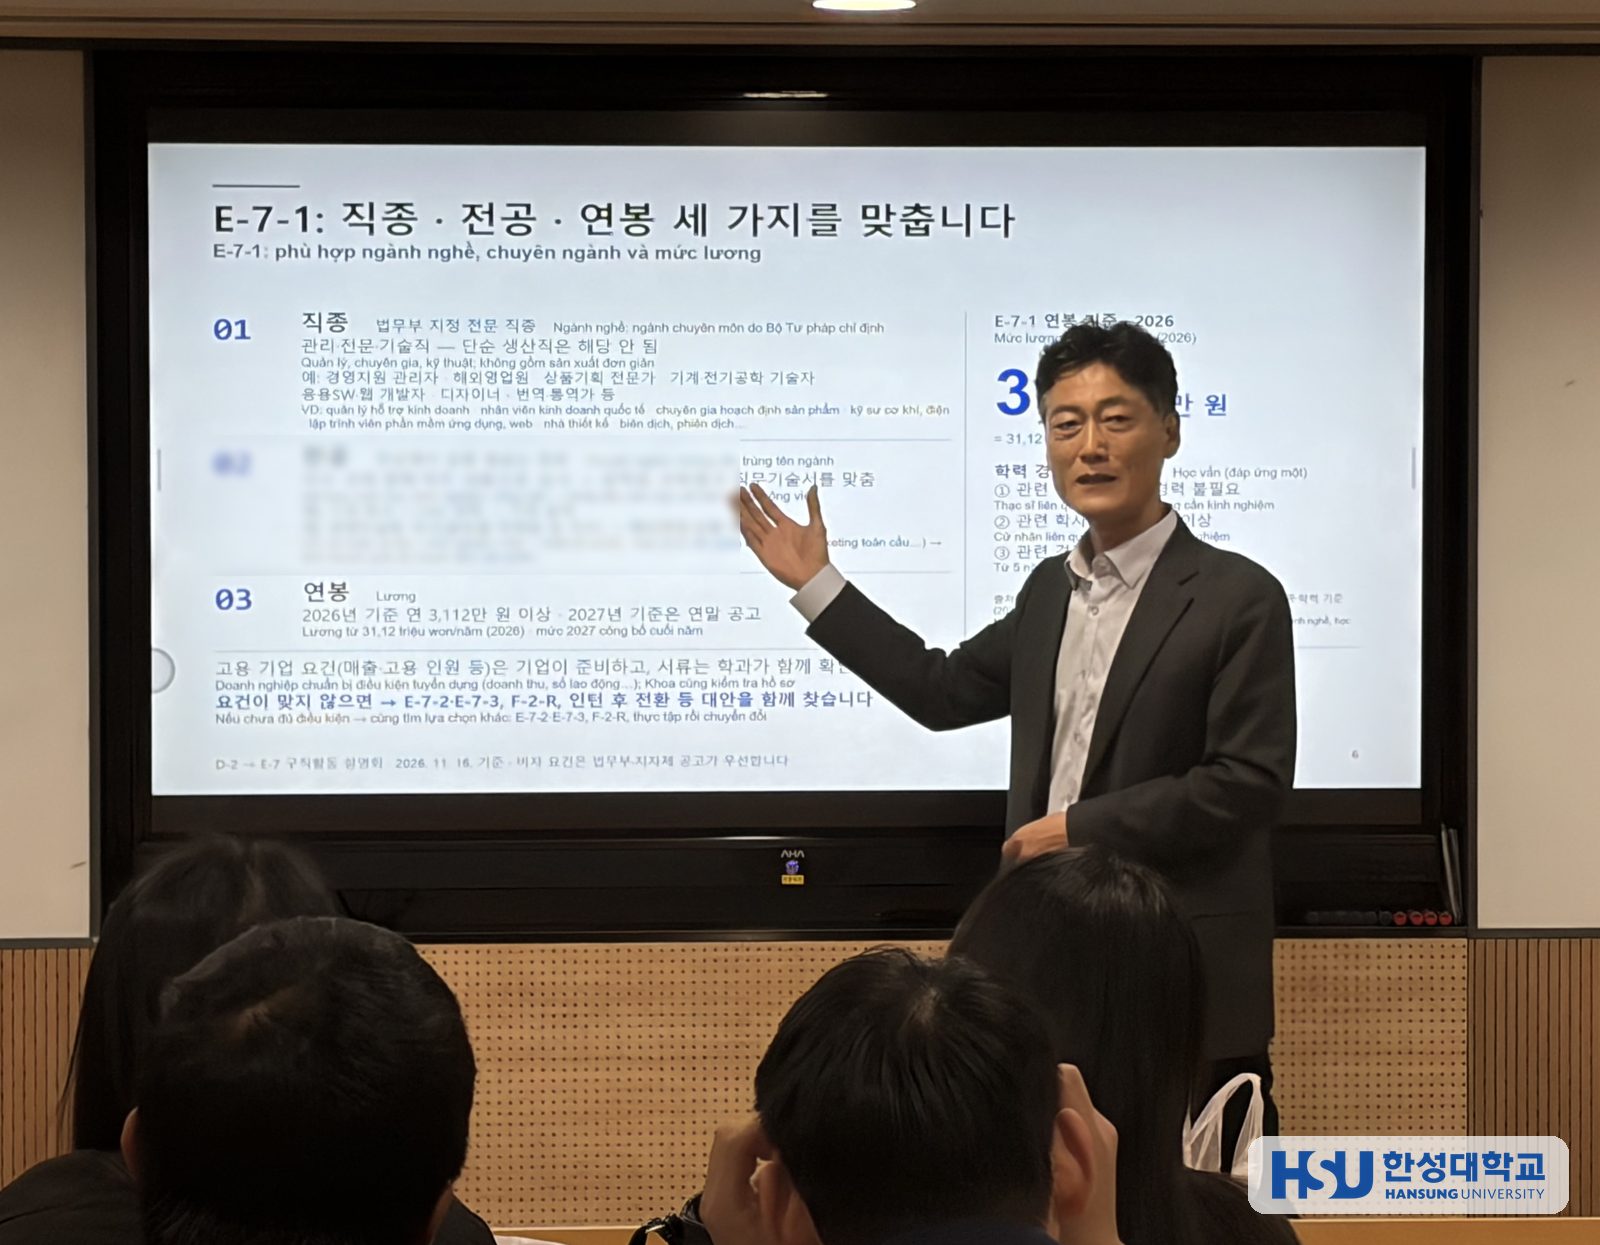 E-7-1: 직종 · 전공 · 연봉 세 가지를 맞춥니다
E-7-1: phù hợp ngành nghề, chuyên ngành và mức lương
01 직종 법무부 지정 전문 직종 Ngành nghề: ngành chuyên môn do Bộ Tư pháp chỉ định
관리·전문·기술직 — 단순 생산직은 해당 안 됨
Quản lý, chuyên gia, kỹ thuật; không gồm sản xuất đơn giản
예: 경영지원 관리자 · 해외영업원 · 상품기획 전문가 · 기계·전기공학 기술자
응용SW·웹 개발자 · 디자이너 · 번역·통역가 등
VD: quản lý hỗ trợ kinh doanh · nhân viên kinh doanh quốc tế · chuyên gia hoạch định sản phẩm · kỹ sư cơ khí, điện
lập trình viên phần mềm ứng dụng, web · nhà thiết kế · biên dịch, phiên dịch...
02
trùng tên ngành
직무기술서를 맞춤
toàn cầu...) →
03 연봉 Lương
2026년 기준 연 3,112만 원 이상 · 2027년 기준은 연말 공고
Lương từ 31,12 triệu won/năm (2026) · mức 2027 công bố cuối năm
고용 기업 요건(매출·고용 인원 등)은 기업이 준비하고, 서류는 학과가 함께
Doanh nghiệp chuẩn bị điều kiện tuyển dụng (doanh thu, số lao động...); Khoa cùng kiểm tra hồ sơ
요건이 맞지 않으면 → E-7-2·E-7-3, F-2-R, 인턴 후 전환 등 대안을 함께 찾습니다
Nếu chưa đủ điều kiện → cùng tìm lựa chọn khác: E-7-2·E-7-3, F-2-R, thực tập rồi chuyển đổi
D-2 → E-7 구직활동 설명회 · 2026. 11. 16. 기준 · 비자 요건은 법무부·지자체 공고가 우선합니다
E-7-1 연봉 기준 · 2026
Mức lương (2026)
3 만 원
= 31,12
학력 Học vấn (đáp ứng một)
① 관련 경력 불필요
Thạc sĩ liên cần kinh nghiệm
② 관련 학사 이상
Cử nhân liên nghiệm
③ 관련
Từ 5
학력 기준
6
AHA
HSU 한성대학교
HANSUNG UNIVERSITY